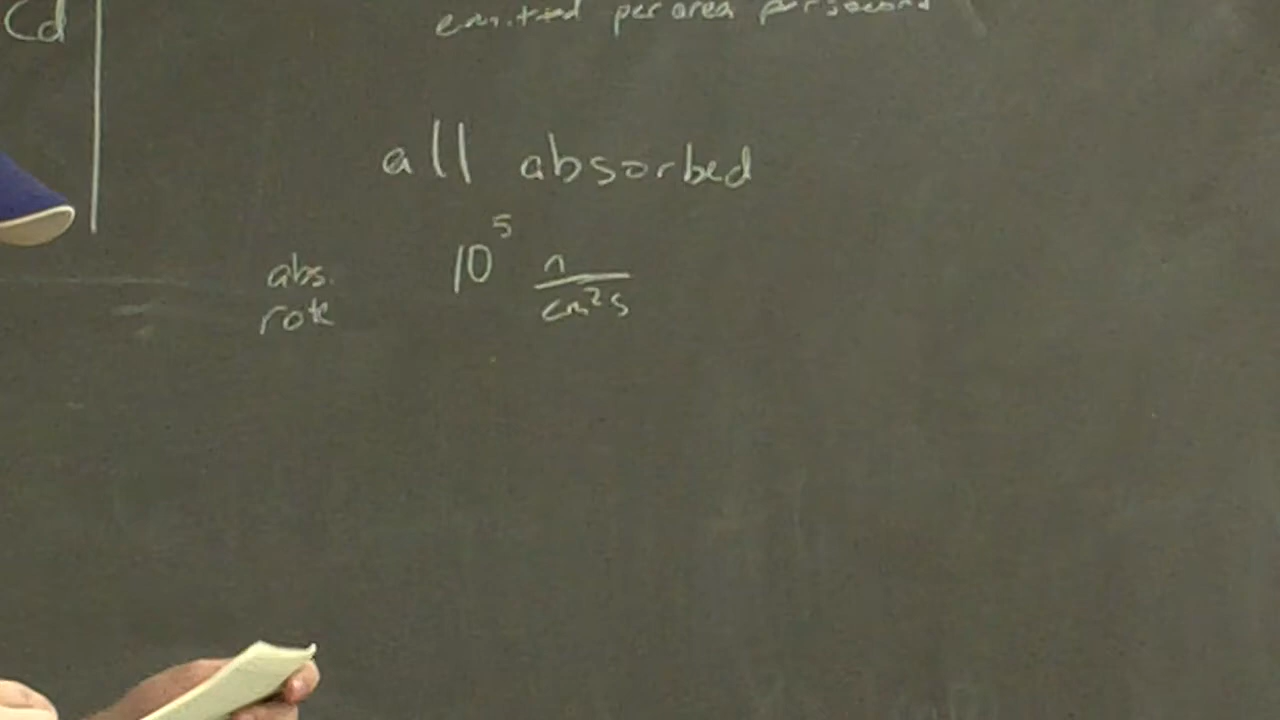 Cd
emitted per area per second
all absorbed
abs. rate
10^5 n/cm²s